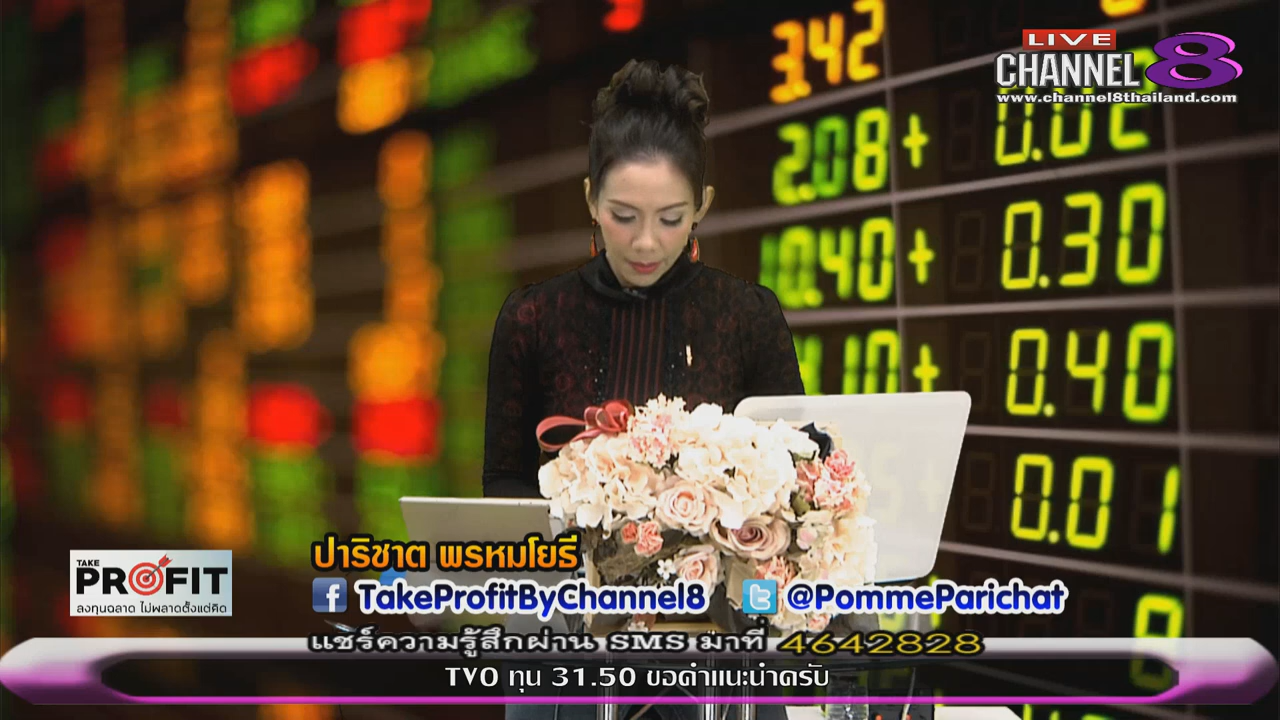 LIVE
CHANNEL 8
www.channel8thailand.com
3.42
2.08 + 0.02
10.40 + 0.30
.10 + 0.40
0.01
8
ปาริชาต พรหมโยธี
TAKE
PROFIT
ลงทุนฉลาด ไม่พลาดตั้งแต่คิด
f TakeProfitByChannel8 t @PommeParichat
แชร์ความรู้สึกผ่าน SMS มาที่ 4642828
TVO ทุน 31.50 ขอคำแนะนำครับ